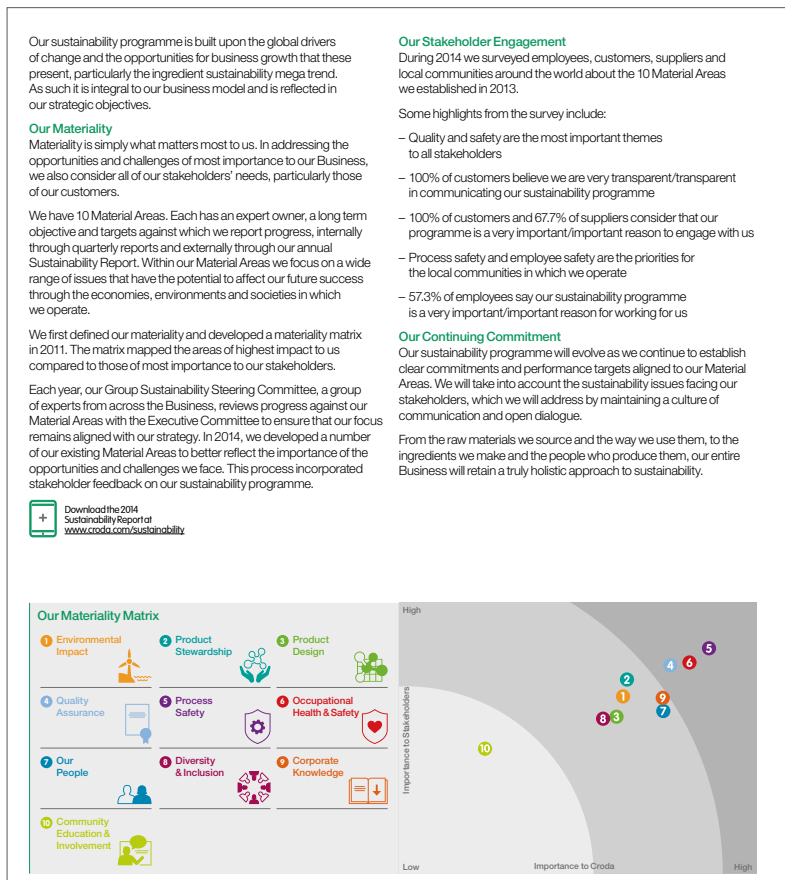 Our sustainability programme is built upon the global drivers
of change and the opportunities for business growth that these
present, particularly the ingredient sustainability mega trend.
As such it is integral to our business model and is reflected in
our strategic objectives.
Our Materiality
Materiality is simply what matters most to us. In addressing the
opportunities and challenges of most importance to our Business,
we also consider all of our stakeholders' needs, particularly those
of our customers.
We have 10 Material Areas. Each has an expert owner, a long term
objective and targets against which we report progress, internally
through quarterly reports and externally through our annual
Sustainability Report. Within our Material Areas we focus on a wide
range of issues that have the potential to affect our future success
through the economies, environments and societies in which
we operate.
We first defined our materiality and developed a materiality matrix
in 2011. The matrix mapped the areas of highest impact to us
compared to those of most importance to our stakeholders.
Each year, our Group Sustainability Steering Committee, a group
of experts from across the Business, reviews progress against our
Material Areas with the Executive Committee to ensure that our focus
remains aligned with our strategy. In 2014, we developed a number
of our existing Material Areas to better reflect the importance of the
opportunities and challenges we face. This process incorporated
stakeholder feedback on our sustainability programme.
Download the 2014
Sustainability Report at
www.croda.com/sustainability
Our Stakeholder Engagement
During 2014 we surveyed employees, customers, suppliers and
local communities around the world about the 10 Material Areas
we established in 2013.
Some highlights from the survey include:
– Quality and safety are the most important themes
to all stakeholders
– 100% of customers believe we are very transparent/transparent
in communicating our sustainability programme
– 100% of customers and 67.7% of suppliers consider that our
programme is a very important/important reason to engage with us
– Process safety and employee safety are the priorities for
the local communities in which we operate
– 57.3% of employees say our sustainability programme
is a very important/important reason for working for us
Our Continuing Commitment
Our sustainability programme will evolve as we continue to establish
clear commitments and performance targets aligned to our Material
Areas. We will take into account the sustainability issues facing our
stakeholders, which we will address by maintaining a culture of
communication and open dialogue.
From the raw materials we source and the way we use them, to the
ingredients we make and the people who produce them, our entire
Business will retain a truly holistic approach to sustainability.
Our Materiality Matrix
1 Environmental
Impact
2 Product
Stewardship
3 Product
Design
4 Quality
Assurance
5 Process
Safety
6 Occupational
Health & Safety
7 Our
People
8 Diversity
& Inclusion
9 Corporate
Knowledge
10 Community
Education &
Involvement
High
Importance to Stakeholders
5
6
4
2
1
9
7
3
8
10
Low
Importance to Croda
High